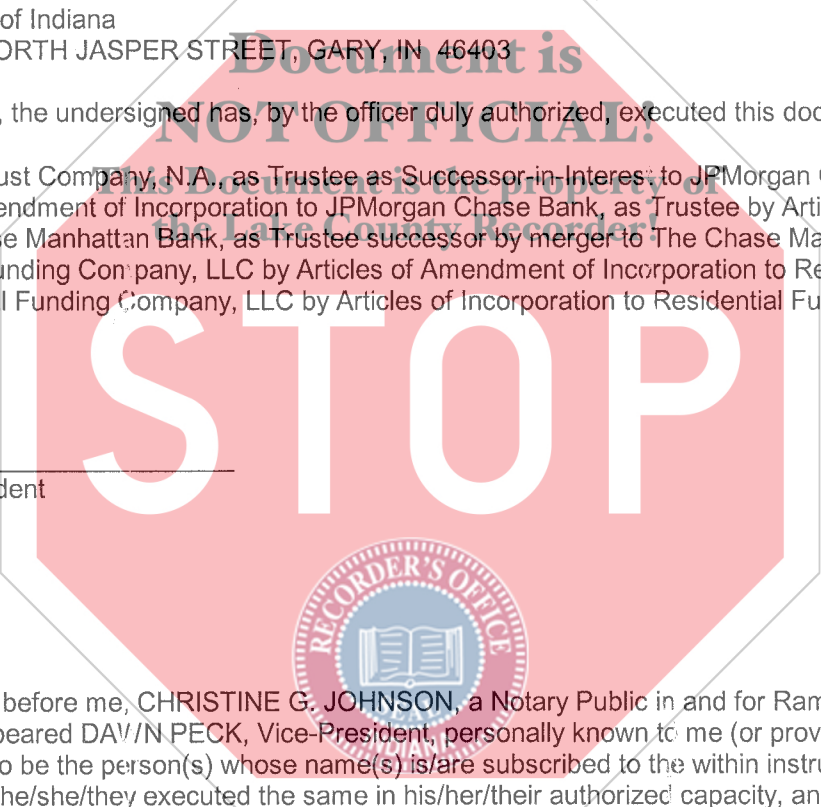 of Indiana
ORTH JASPER STREET, GARY, IN 46403
Document is
NOT OFFICIAL!
, the undersigned has, by the officer duly authorized, executed this doc
This Document is the property of
the Lake County Recorder!
ust Company, N.A., as Trustee as Successor-in-Interest to JPMorgan
endment of Incorporation to JPMorgan Chase Bank, as Trustee by Arti
se Manhattan Bank, as Trustee successor by merger to The Chase Ma
unding Company, LLC by Articles of Amendment of Incorporation to Re
l Funding Company, LLC by Articles of Incorporation to Residential Fu
STOP
dent
RECORDER'S OFFICE
SEAL
INDIANA
before me, CHRISTINE G. JOHNSON, a Notary Public in and for Ram
peared DAWN PECK, Vice-President, personally known to me (or prov
o be the person(s) whose name(s) is/are subscribed to the within instru
he/she/they executed the same in his/her/their authorized capacity, an